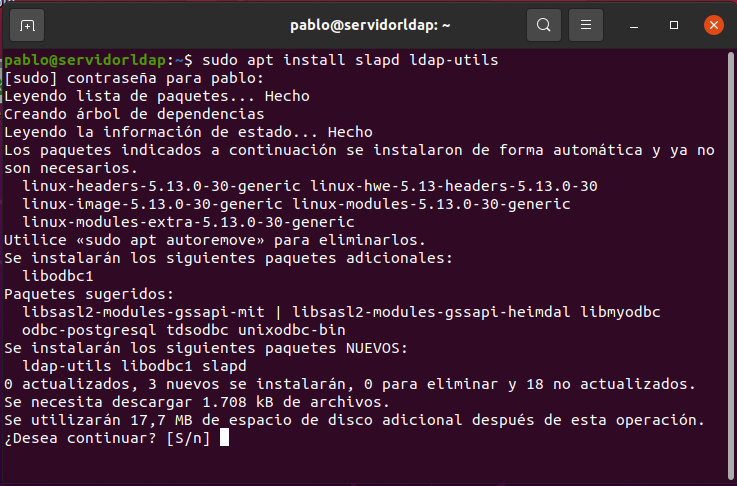 pablo@servidorldap: ~
pablo@servidorldap:~$ sudo apt install slapd ldap-utils
[sudo] contraseña para pablo:
Leyendo lista de paquetes... Hecho
Creando árbol de dependencias
Leyendo la información de estado... Hecho
Los paquetes indicados a continuación se instalaron de forma automática y ya no
son necesarios.
  linux-headers-5.13.0-30-generic linux-hwe-5.13-headers-5.13.0-30
  linux-image-5.13.0-30-generic linux-modules-5.13.0-30-generic
  linux-modules-extra-5.13.0-30-generic
Utilice «sudo apt autoremove» para eliminarlos.
Se instalarán los siguientes paquetes adicionales:
  libodbc1
Paquetes sugeridos:
  libsasl2-modules-gssapi-mit | libsasl2-modules-gssapi-heimdal libmyodbc
  odbc-postgresql tdsodbc unixodbc-bin
Se instalarán los siguientes paquetes NUEVOS:
  ldap-utils libodbc1 slapd
0 actualizados, 3 nuevos se instalarán, 0 para eliminar y 18 no actualizados.
Se necesita descargar 1.708 kB de archivos.
Se utilizarán 17,7 MB de espacio de disco adicional después de esta operación.
¿Desea continuar? [S/n]